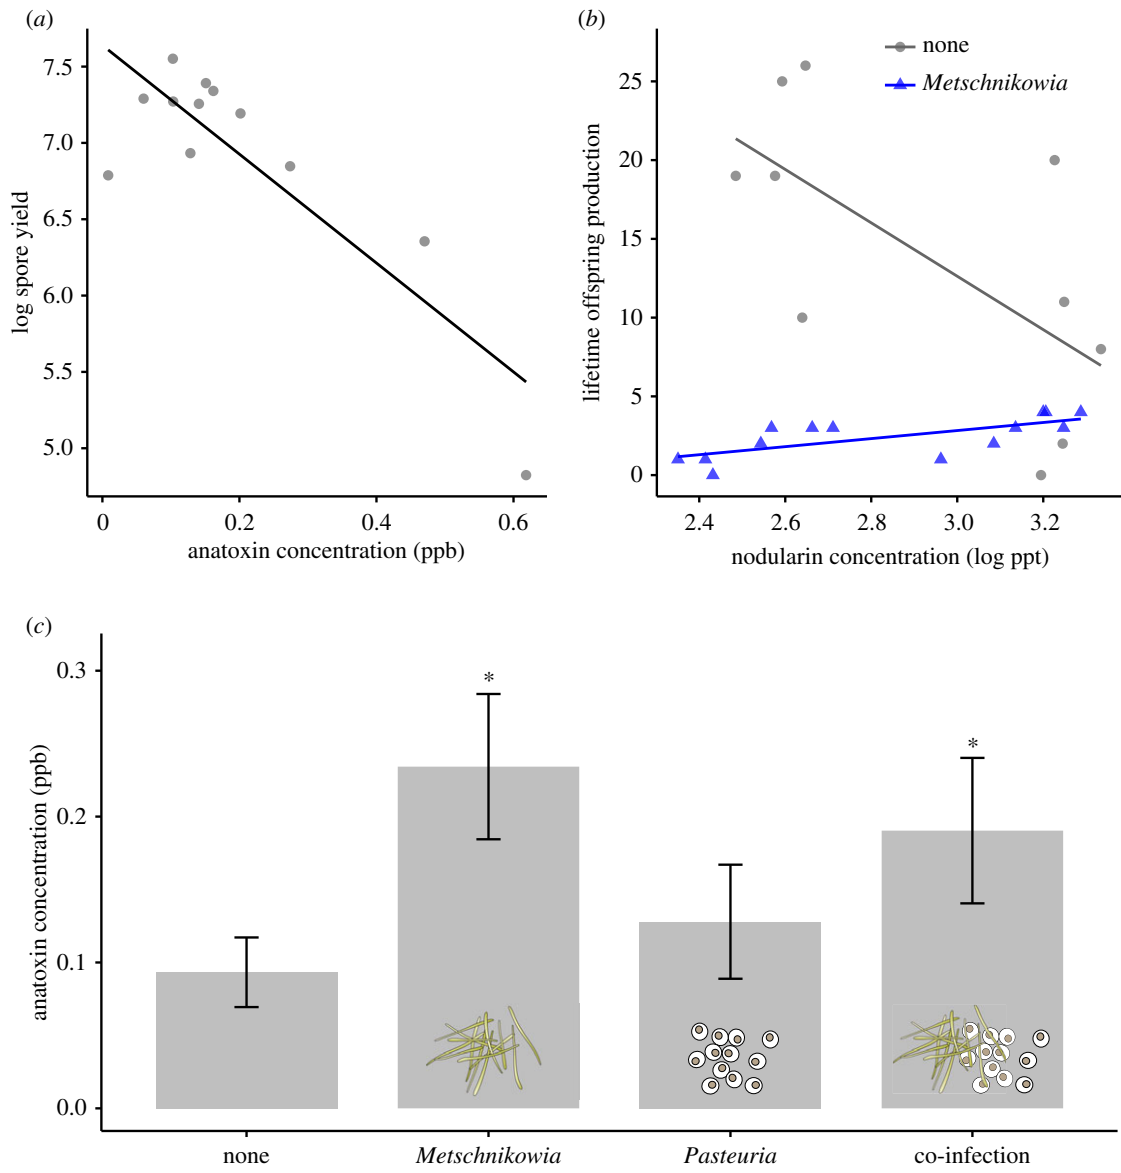 (a)
7.5
7.0
6.5
6.0
5.5
5.0
log spore yield
0 0.2 0.4 0.6
anatoxin concentration (ppb)
(b)
none
Metschnikowia
25
20
15
10
5
0
lifetime offspring production
2.4 2.6 2.8 3.0 3.2
nodularin concentration (log ppt)
(c)
0.3
0.2
0.1
0.0
anatoxin concentration (ppb)
* *
none Metschnikowia Pasteuria co-infection